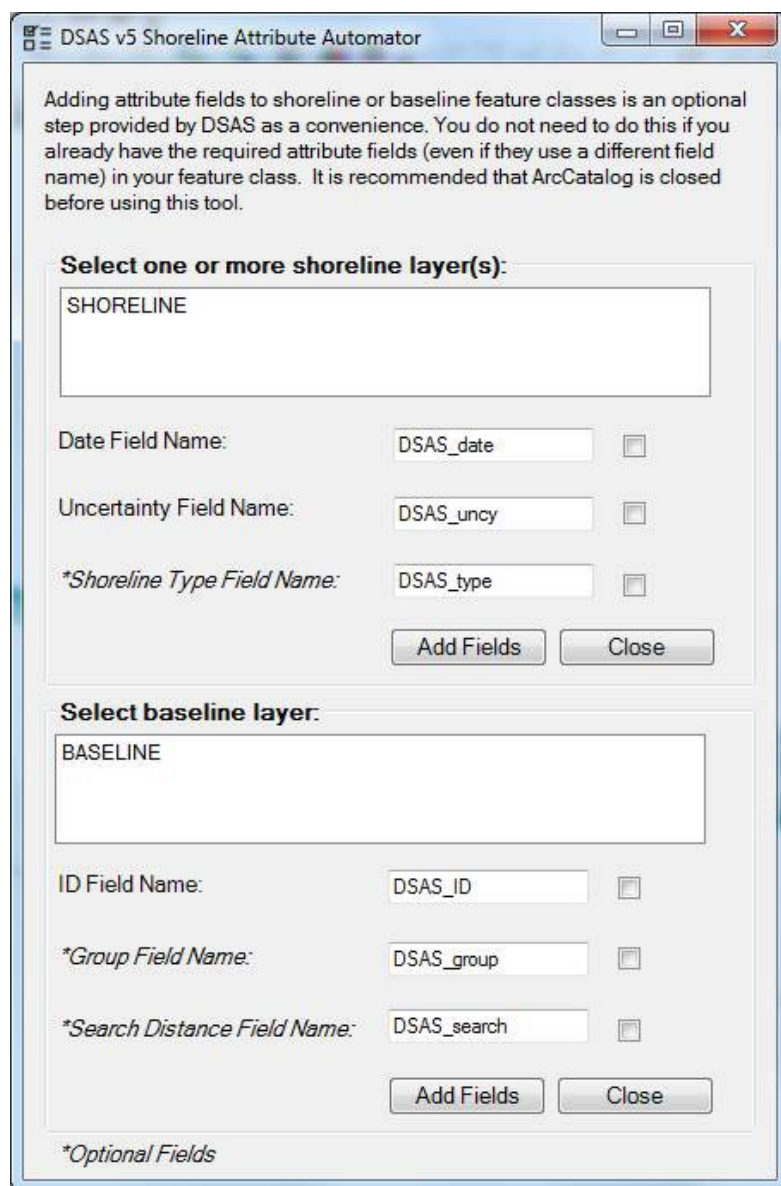 DSAS v5 Shoreline Attribute Automator
Adding attribute fields to shoreline or baseline feature classes is an optional
step provided by DSAS as a convenience. You do not need to do this if you
already have the required attribute fields (even if they use a different field
name) in your feature class.  It is recommended that ArcCatalog is closed
before using this tool.
Select one or more shoreline layer(s):
SHORELINE
Date Field Name: DSAS_date
Uncertainty Field Name: DSAS_uncy
*Shoreline Type Field Name: DSAS_type
Add Fields Close
Select baseline layer:
BASELINE
ID Field Name: DSAS_ID
*Group Field Name: DSAS_group
*Search Distance Field Name: DSAS_search
Add Fields Close
*Optional Fields